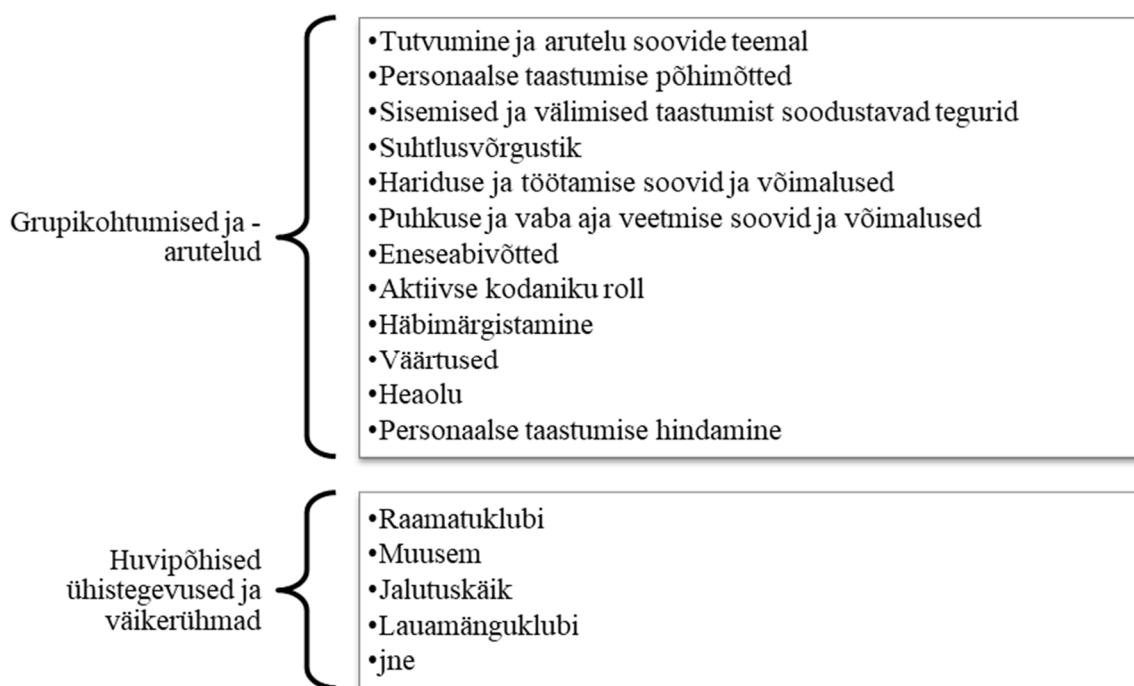 Grupikohtumised ja -
arutelud
•Tutvumine ja arutelu soovide teemal
•Personaalse taastumise põhimõtted
•Sisemised ja välimised taastumist soodustavad tegurid
•Suhtlusvõrgustik
•Hariduse ja töötamise soovid ja võimalused
•Puhkuse ja vaba aja veetmise soovid ja võimalused
•Eneseabivõtted
•Aktiivse kodaniku roll
•Häbimärgistamine
•Väärtused
•Heaolu
•Personaalse taastumise hindamine
Huvipõhised
ühistegevused ja
väikerühmad
•Raamatuklubi
•Muusem
•Jalutuskäik
•Lauamänguklubi
•jne